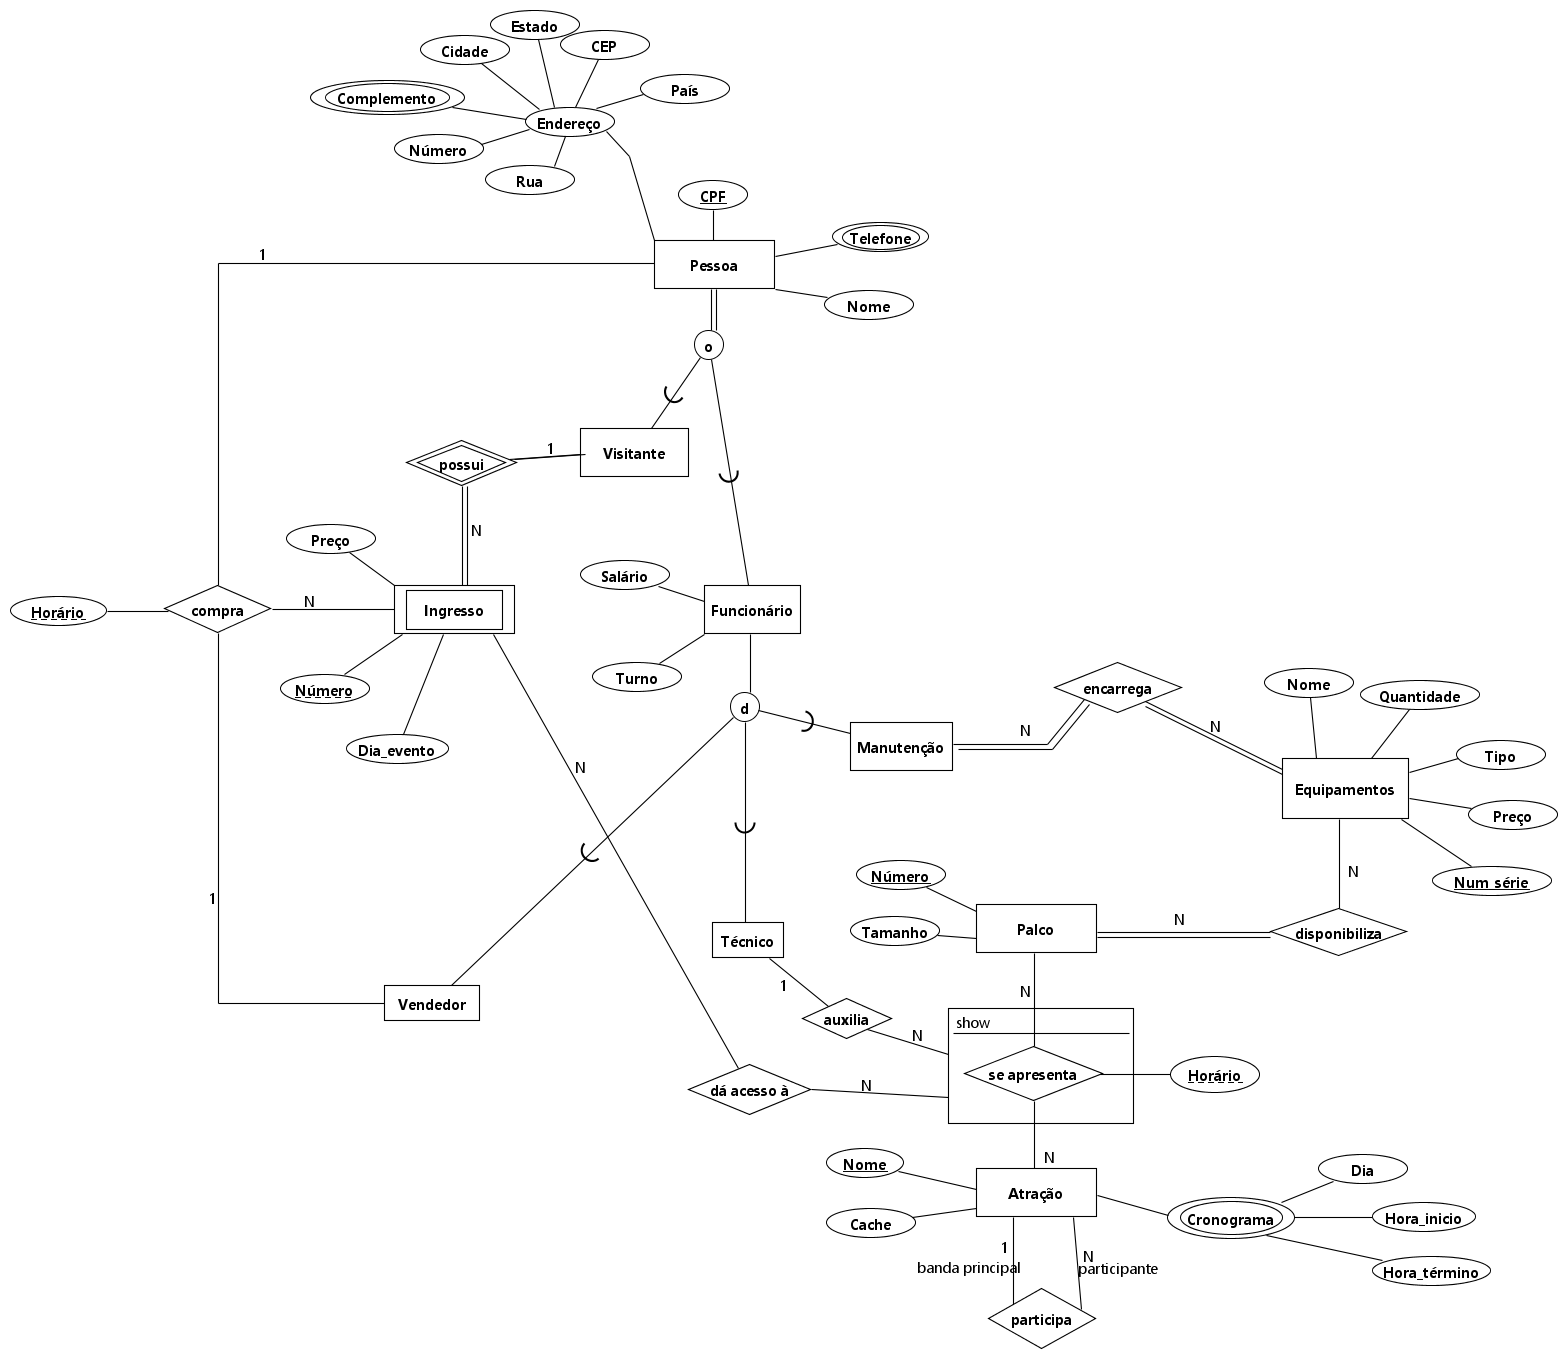 Estado
Cidade
CEP
País
Complemento
Endereço
Número
Rua
CPF
Telefone
1
Pessoa
Nome
o
possui
1
Visitante
N
Preço
Salário
Horário
compra
N
Ingresso
Funcionário
Número
Turno
Dia_evento
d
encarrega
Nome
Quantidade
N
N
Manutenção
Tipo
N
Equipamentos
Preço
Número
N
Num série
1
Tamanho
Palco
N
disponibiliza
Técnico
1
N
Vendedor
auxilia
N
show
se apresenta
Horário
dá acesso à
N
N
Nome
Dia
Atração
Cache
Cronograma
Hora_inicio
1
N
banda principal
participante
Hora_término
participa